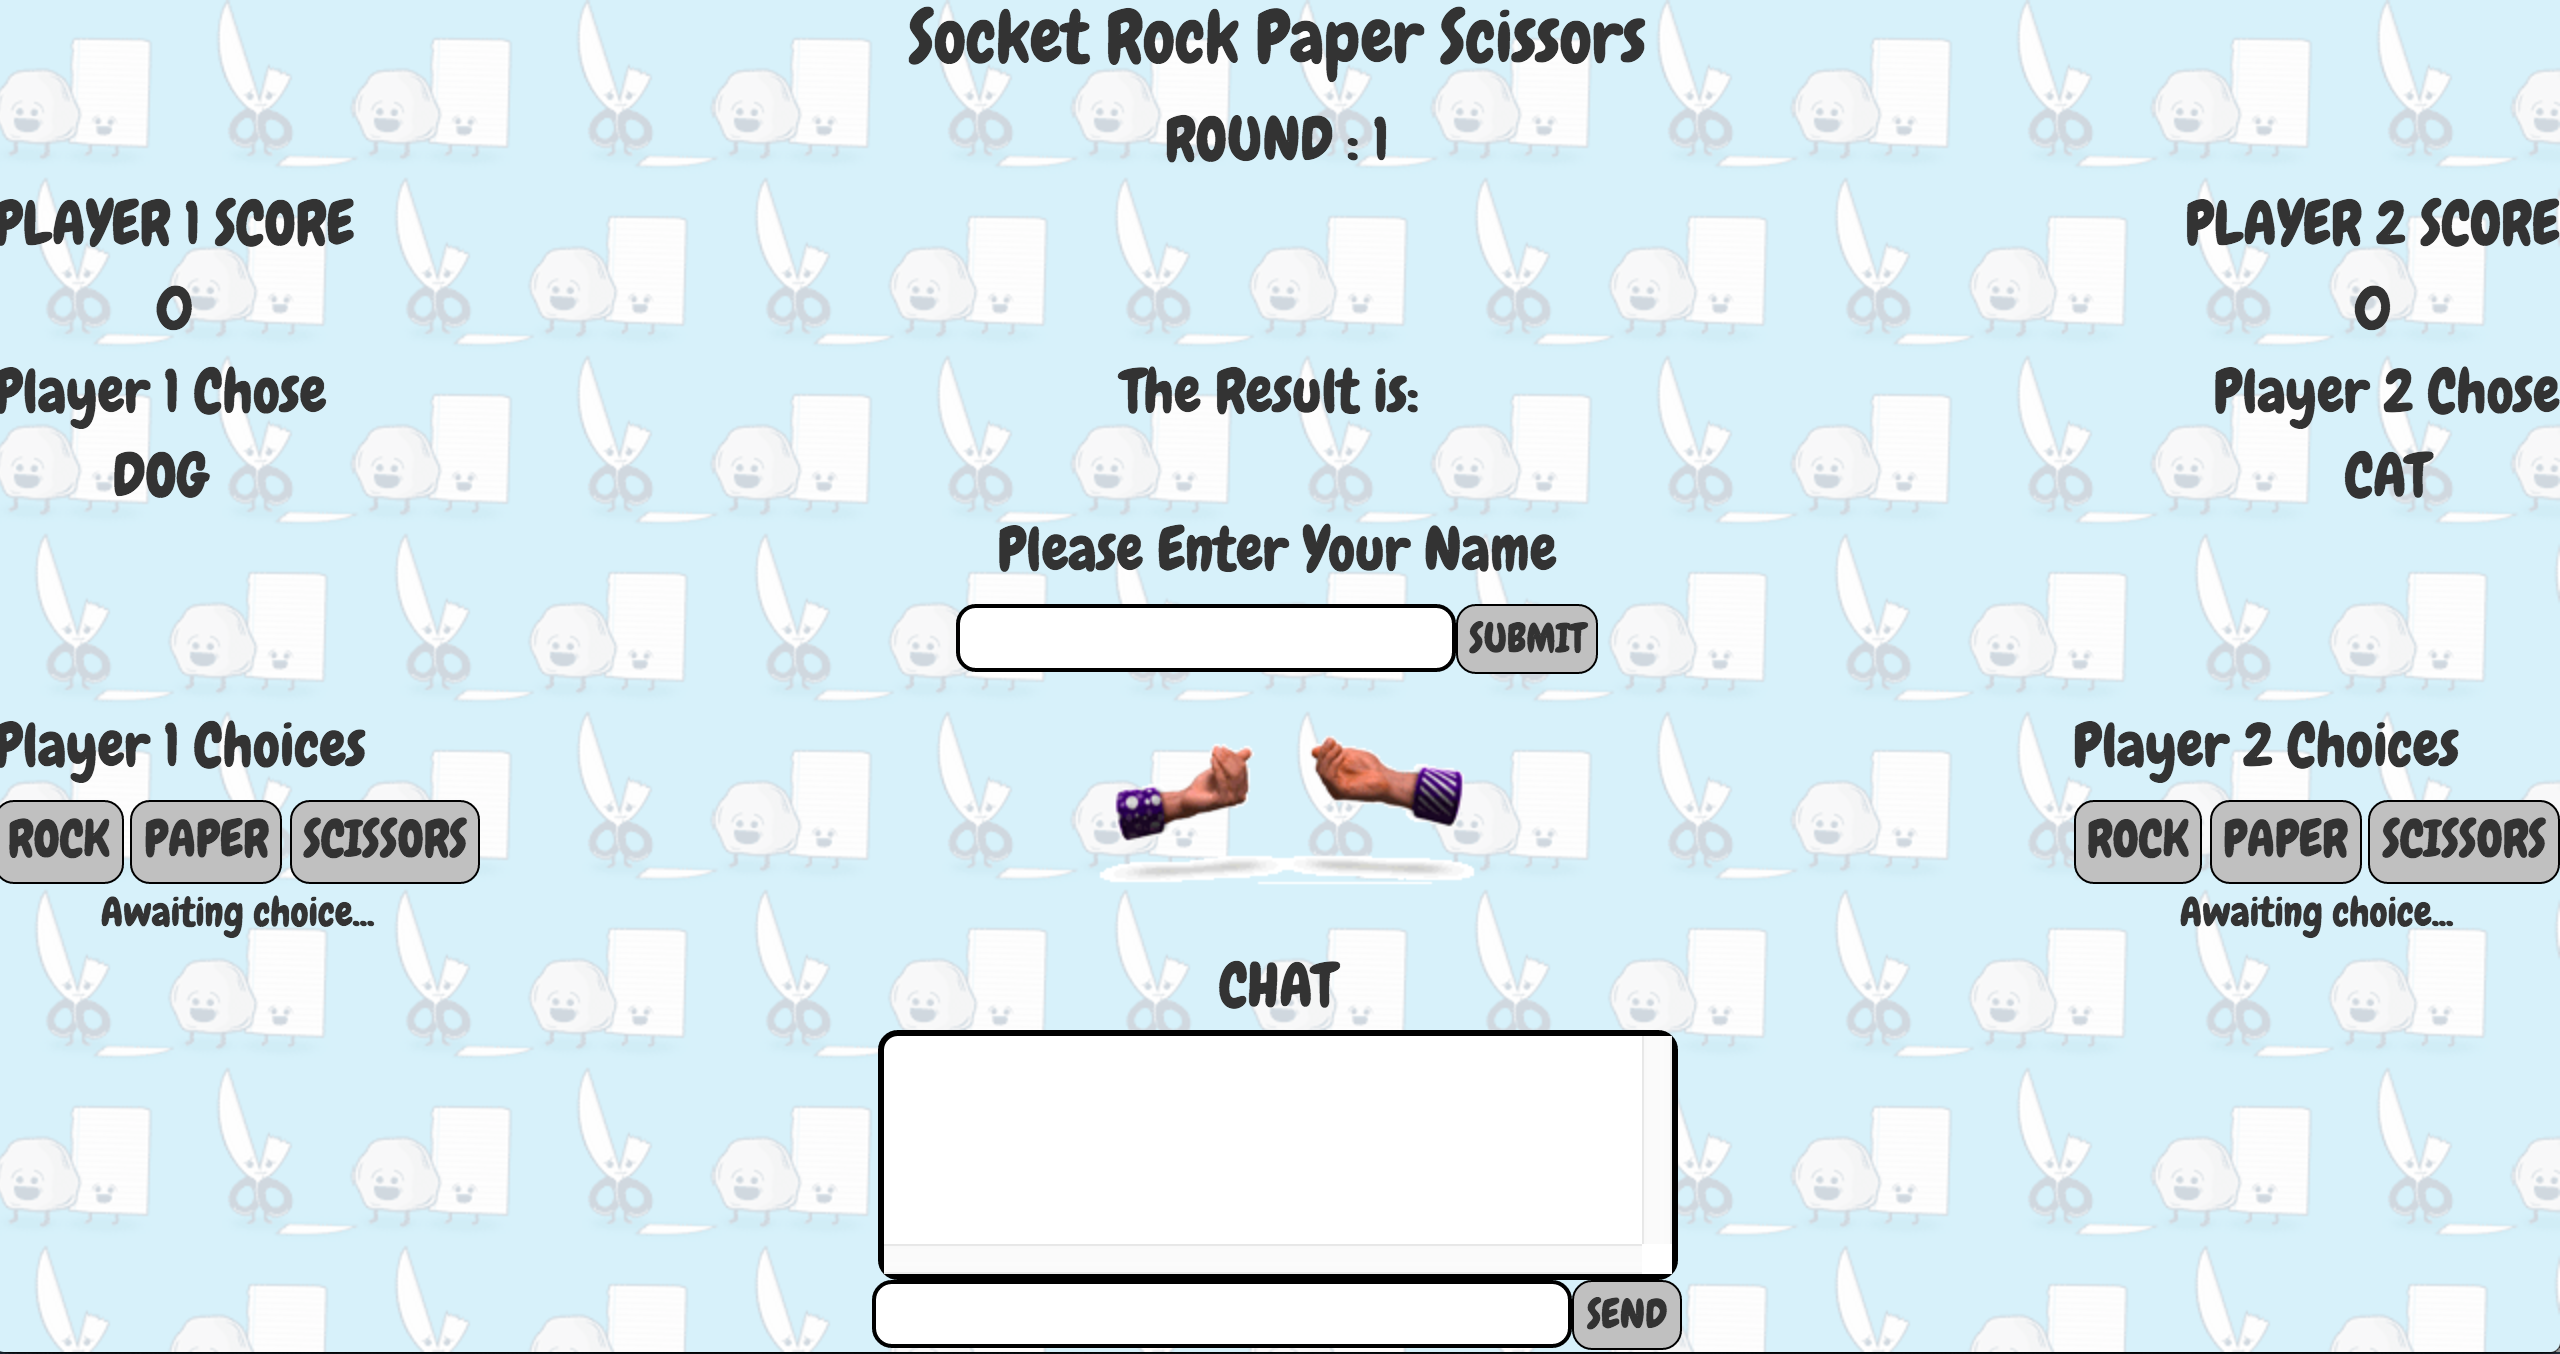 Socket Rock Paper Scissors
ROUND : 1
PLAYER 1 SCORE
0
PLAYER 2 SCORE
0
Player 1 Chose
DOG
The Result is:
Player 2 Chose
CAT
Please Enter Your Name
SUBMIT
Player 1 Choices
ROCK PAPER SCISSORS
Awaiting choice...
Player 2 Choices
ROCK PAPER SCISSORS
Awaiting choice...
CHAT
SEND